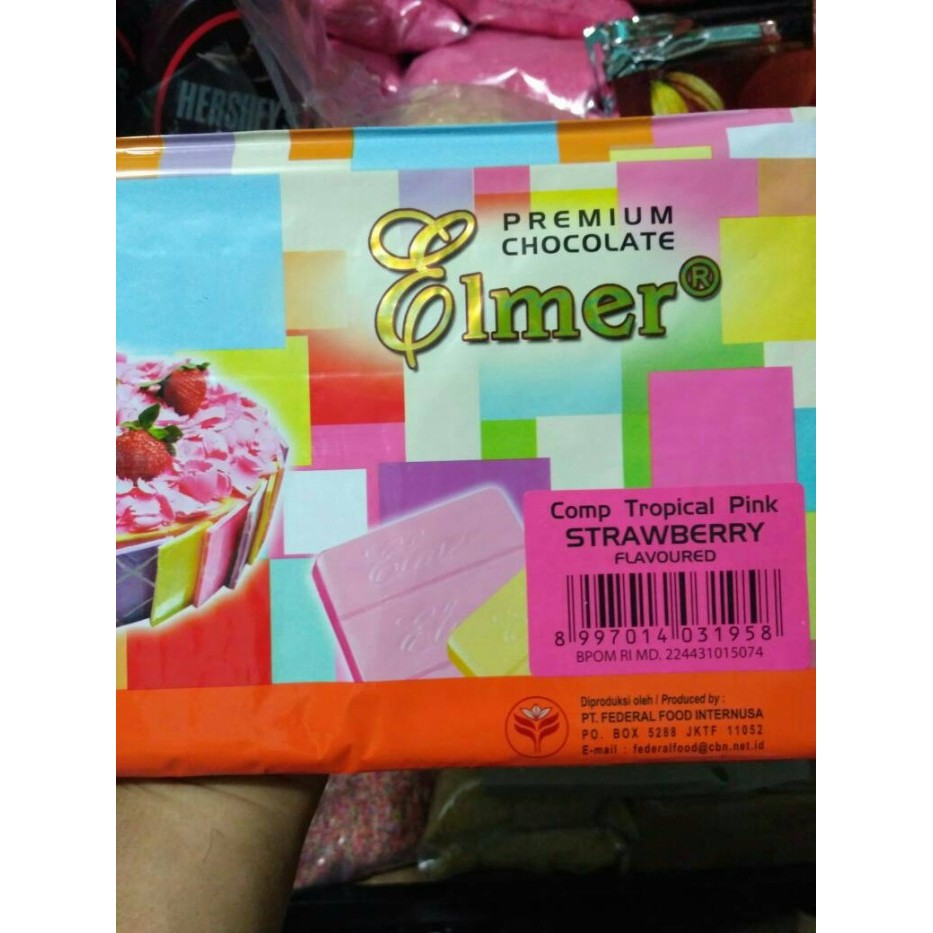 HERSHEY'S
PREMIUM
CHOCOLATE
Elmer®
Elmer
Comp Tropical Pink
STRAWBERRY
FLAVOURED
8 997014 031958
BPOM RI MD. 224431015074
Diproduksi oleh / Produced by :
PT. FEDERAL FOOD INTERNUSA
PO. BOX 5288 JKTF 11052
E-mail : federalfood@cbn.net.id